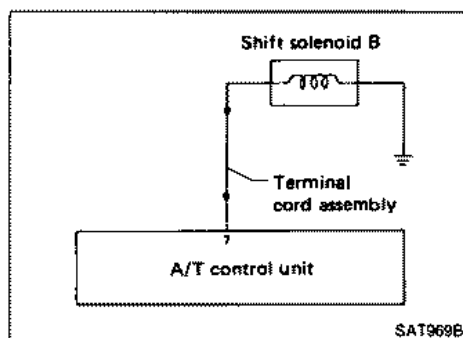 Shift solenoid B
Terminal
cord assembly
7
A/T control unit
SAT969B